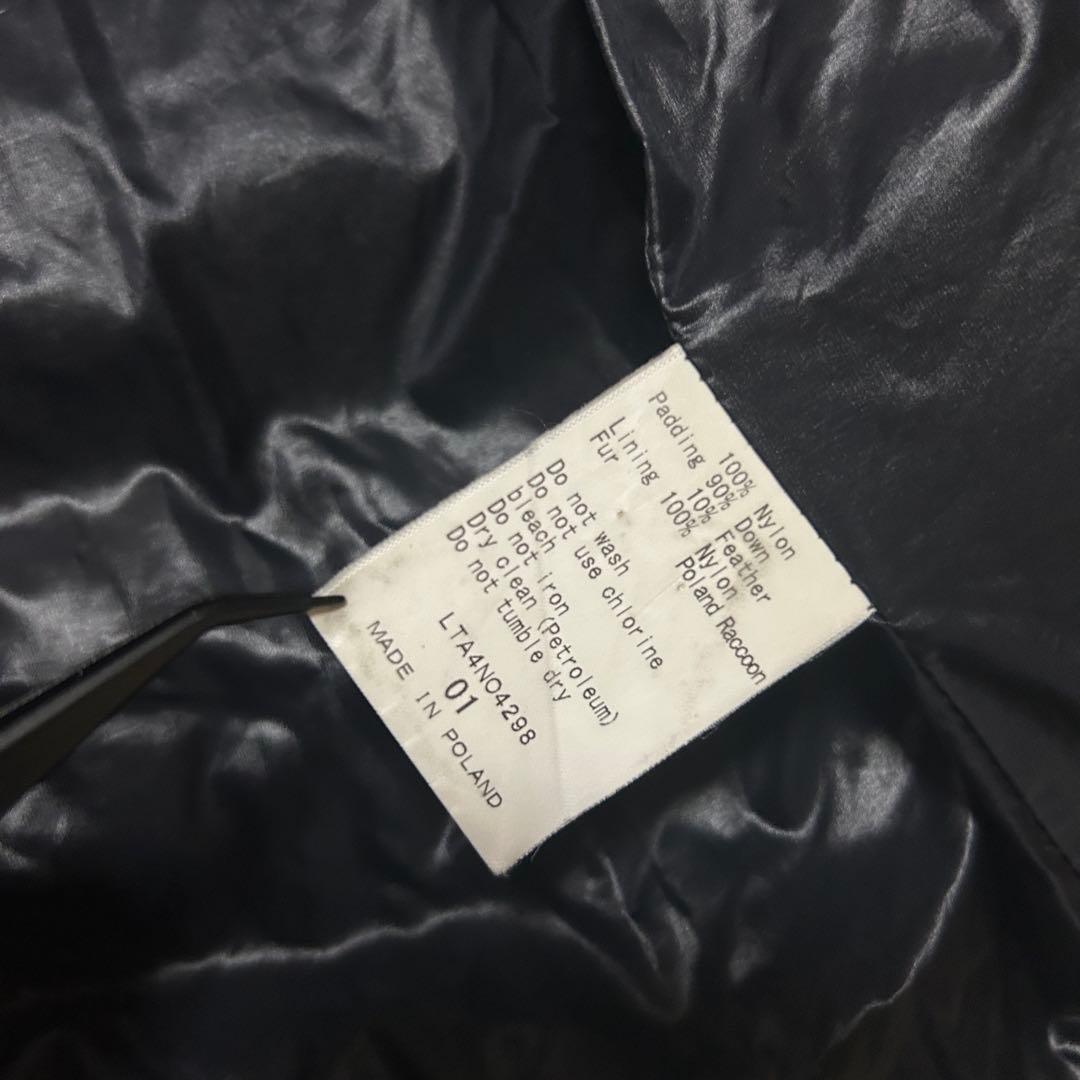 100% Nylon
Padding 90% Down
10% Feather
Lining 100% Nylon
Fur Poland Raccoon
Do not wash
Do not use chlorine
bleach
Do not iron
Dry clean (Petroleum)
Do not tumble dry
LTA4N04298
01
MADE IN POLAND